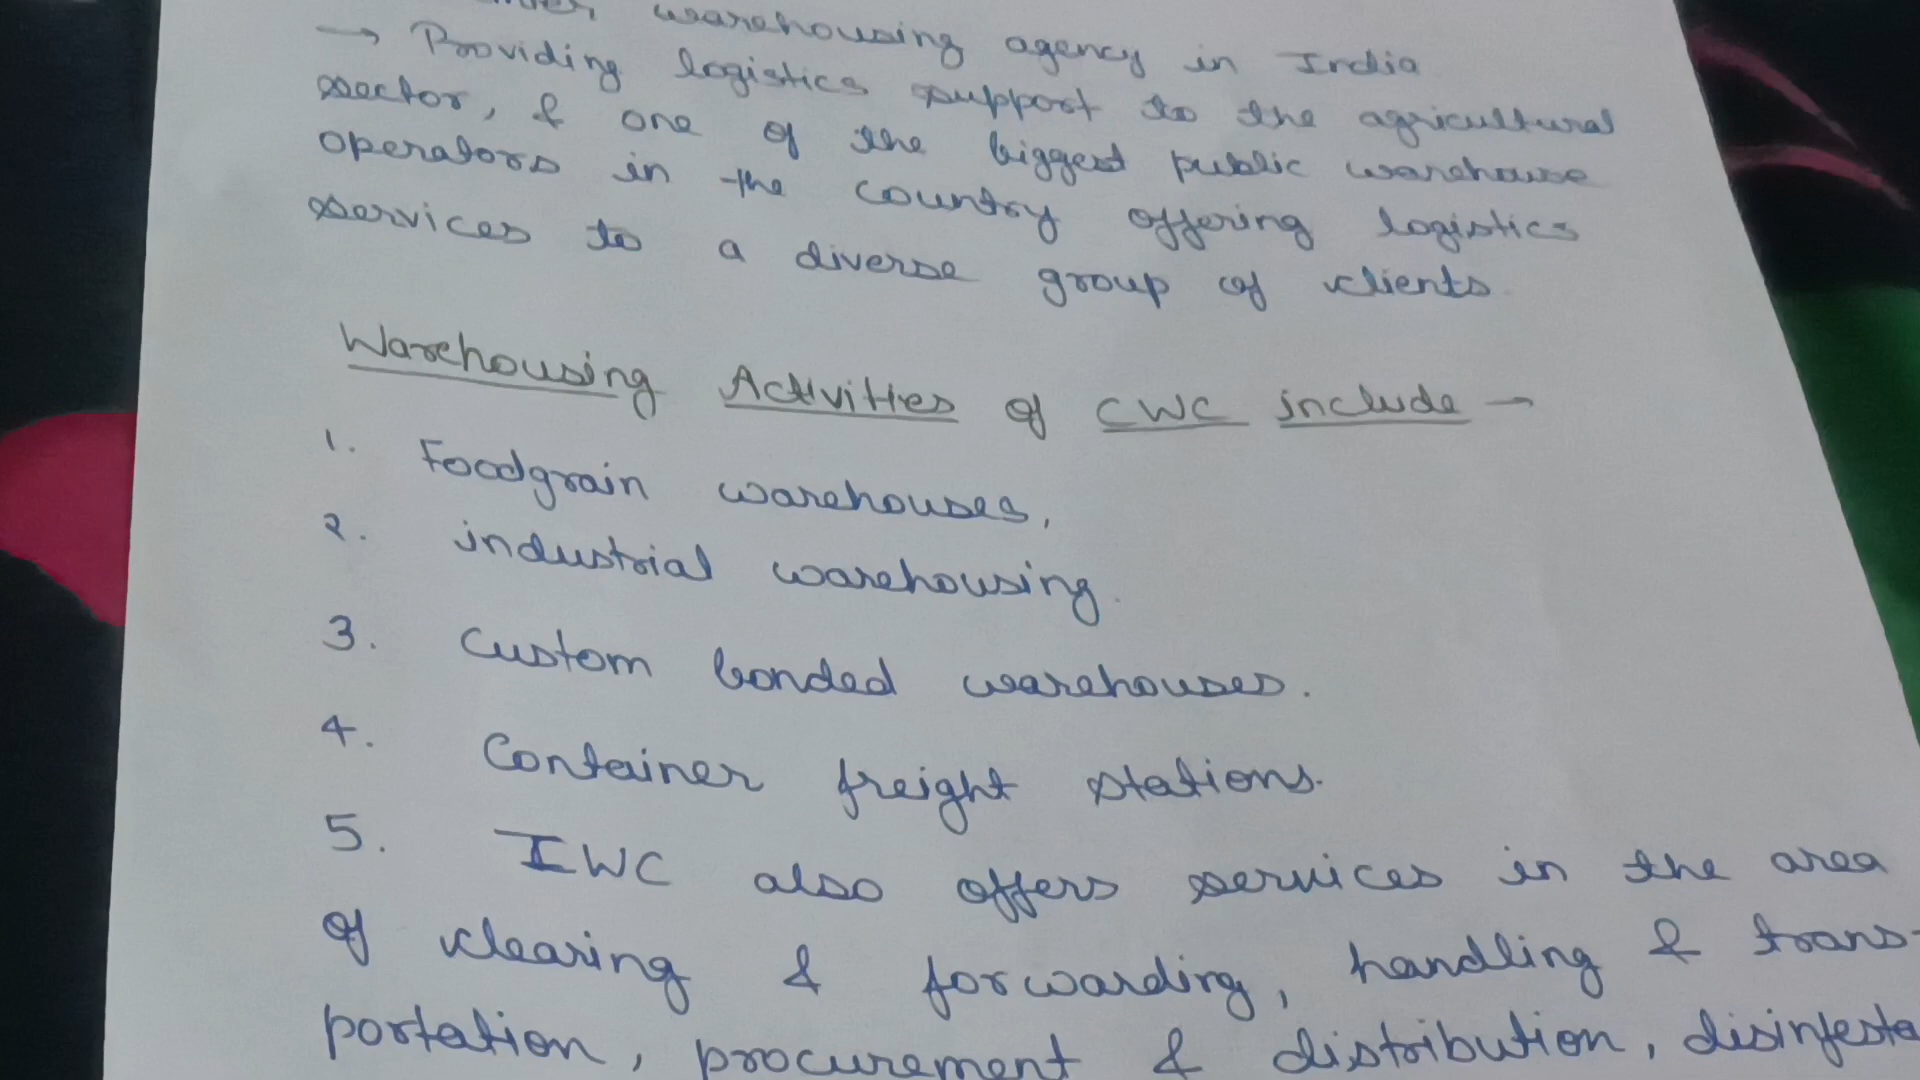 warehousing agency in India
→ Providing logistics support to the agricultural
sector, & one of the biggest public warehouse
operators in the country offering logistics
services to a diverse group of clients.
Warehousing Activities of CWC include →
1. Foodgrain warehouses,
2. industrial warehousing.
3. Custom bonded warehouses.
4. Container freight stations.
5. IWC also offers services in the area
of clearing & forwarding, handling & trans-
portation, procurement & distribution, disinfesta